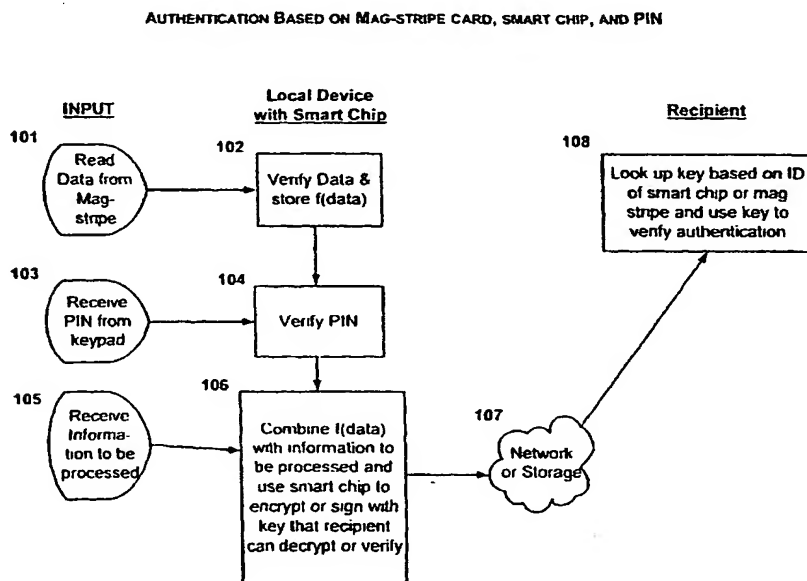 AUTHENTICATION BASED ON MAG-STRIPE CARD, SMART CHIP, AND PIN
INPUT
Local Device
with Smart Chip
Recipient
101
Read
Data from
Mag-
stripe
102
Verify Data &
store f(data)
108
Look up key based on ID
of smart chip or mag
stripe and use key to
verify authentication
103
Receive
PIN from
keypad
104
Verify PIN
105
Receive
Informa-
tion to be
processed
106
Combine f(data)
with information to
be processed and
use smart chip to
encrypt or sign with
key that recipient
can decrypt or verify
107
Network
or Storage